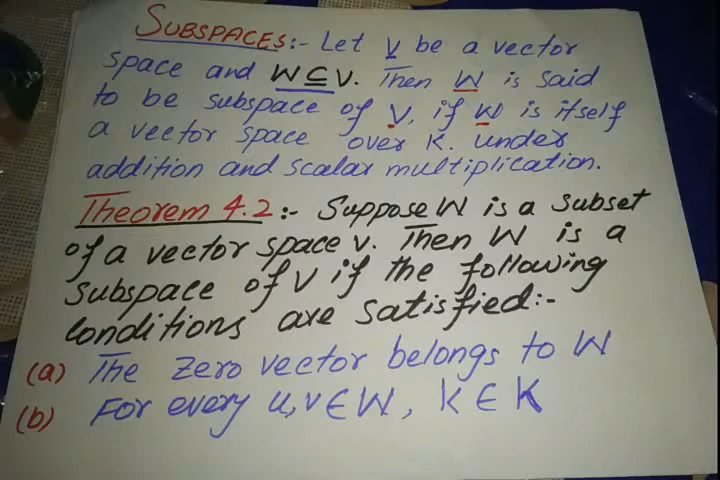 SUBSPACES:- Let V be a vector
space and W ⊆ V. Then W is said
to be subspace of V, if W is itself
a vector space over K. under
addition and scalar multiplication.
Theorem 4.2:- Suppose W is a subset
of a vector space V. Then W is a
subspace of V if the following
conditions are satisfied:-
(a) The zero vector belongs to W
(b) For every u,v ∈ W, k ∈ K